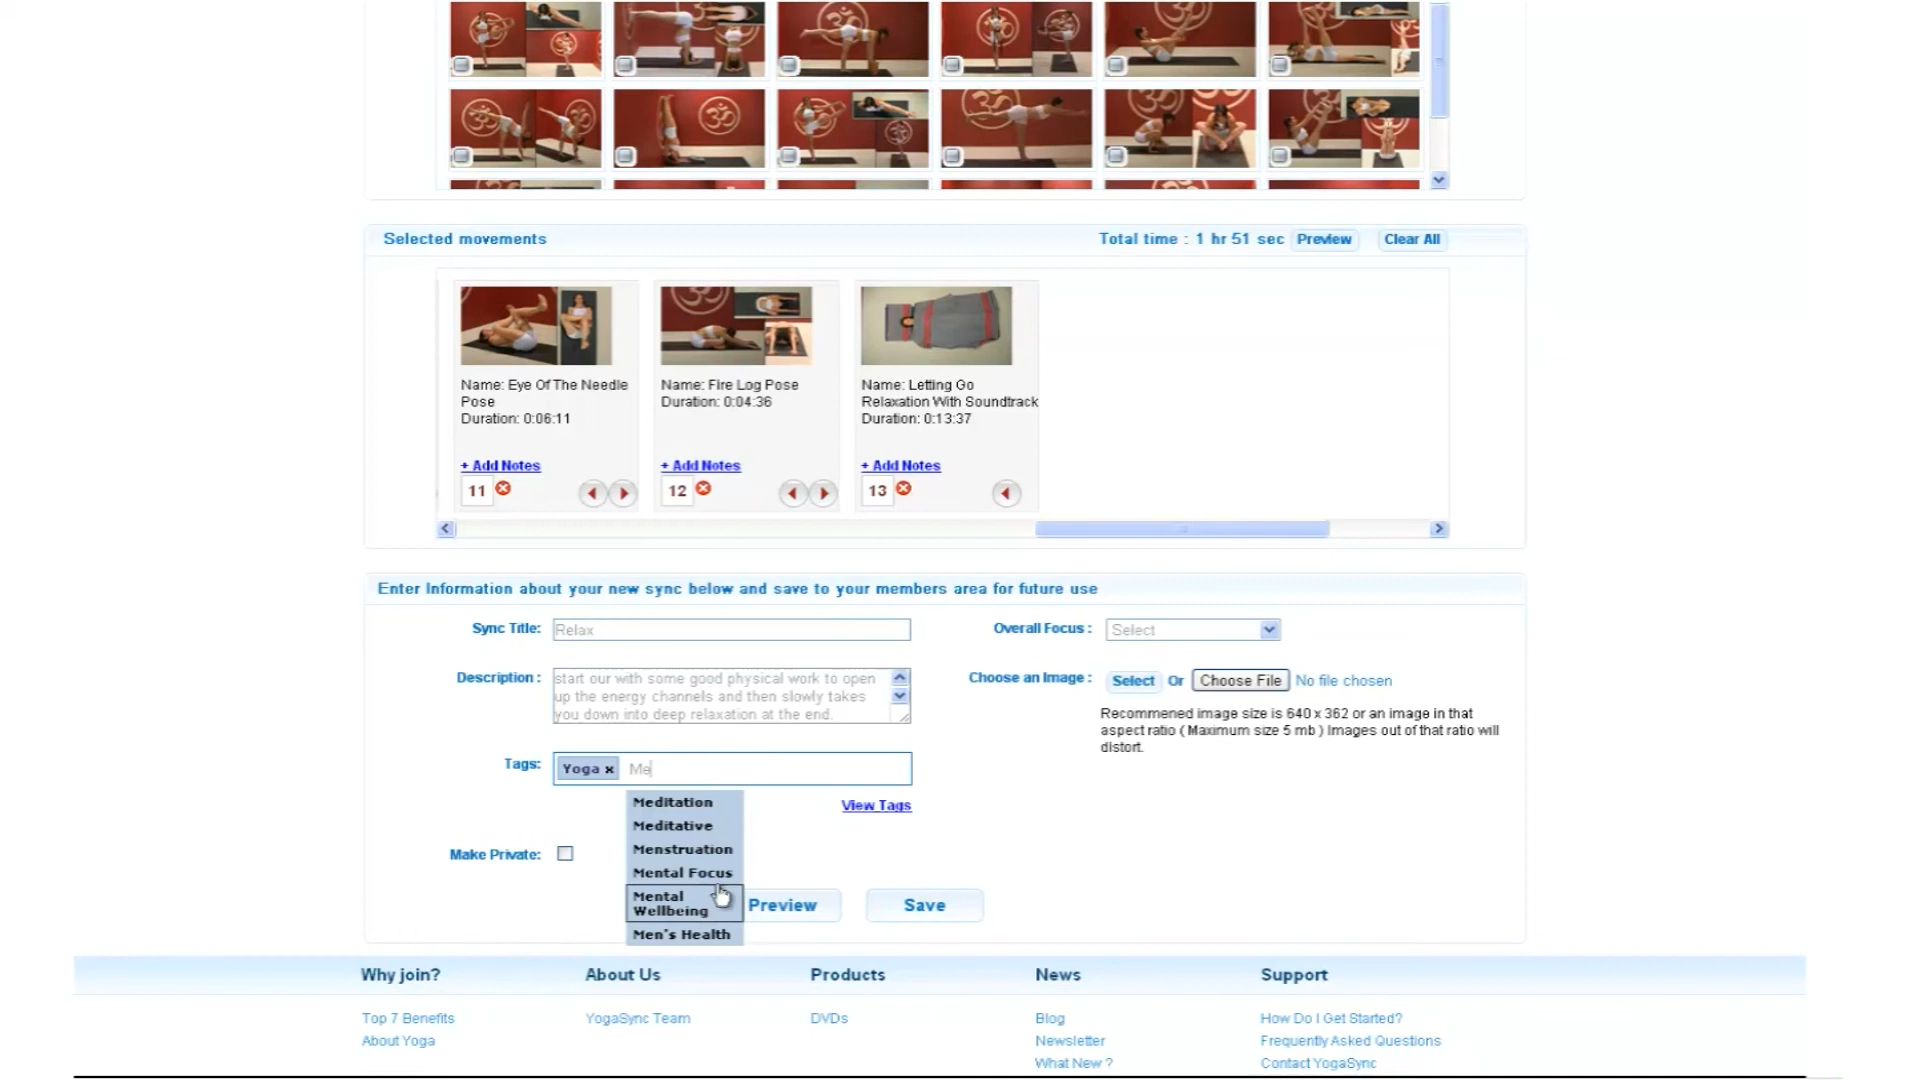 Selected movements
Total time : 1 hr 51 sec
Preview
Clear All
Name: Eye Of The Needle
Pose
Duration: 0:06:11
+ Add Notes
11
Name: Fire Log Pose
Duration: 0:04:36
+ Add Notes
12
Name: Letting Go
Relaxation With Soundtrack
Duration: 0:13:37
+ Add Notes
13
Enter Information about your new sync below and save to your members area for future use
Sync Title:
Relax
Overall Focus :
Select
Description :
start our with some good physical work to open
up the energy channels and then slowly takes
you down into deep relaxation at the end.
Choose an Image :
Select Or Choose File No file chosen
Recommened image size is 640 x 362 or an image in that
aspect ratio ( Maximum size 5 mb ) Images out of that ratio will
distort.
Tags:
Yoga x
Me
Meditation
Meditative
Menstruation
Mental Focus
Mental
Wellbeing
Men's Health
View Tags
Make Private:
Preview
Save
Why join?
Top 7 Benefits
About Yoga
About Us
YogaSync Team
Products
DVDs
News
Blog
Newsletter
What New ?
Support
How Do I Get Started?
Frequently Asked Questions
Contact YogaSync